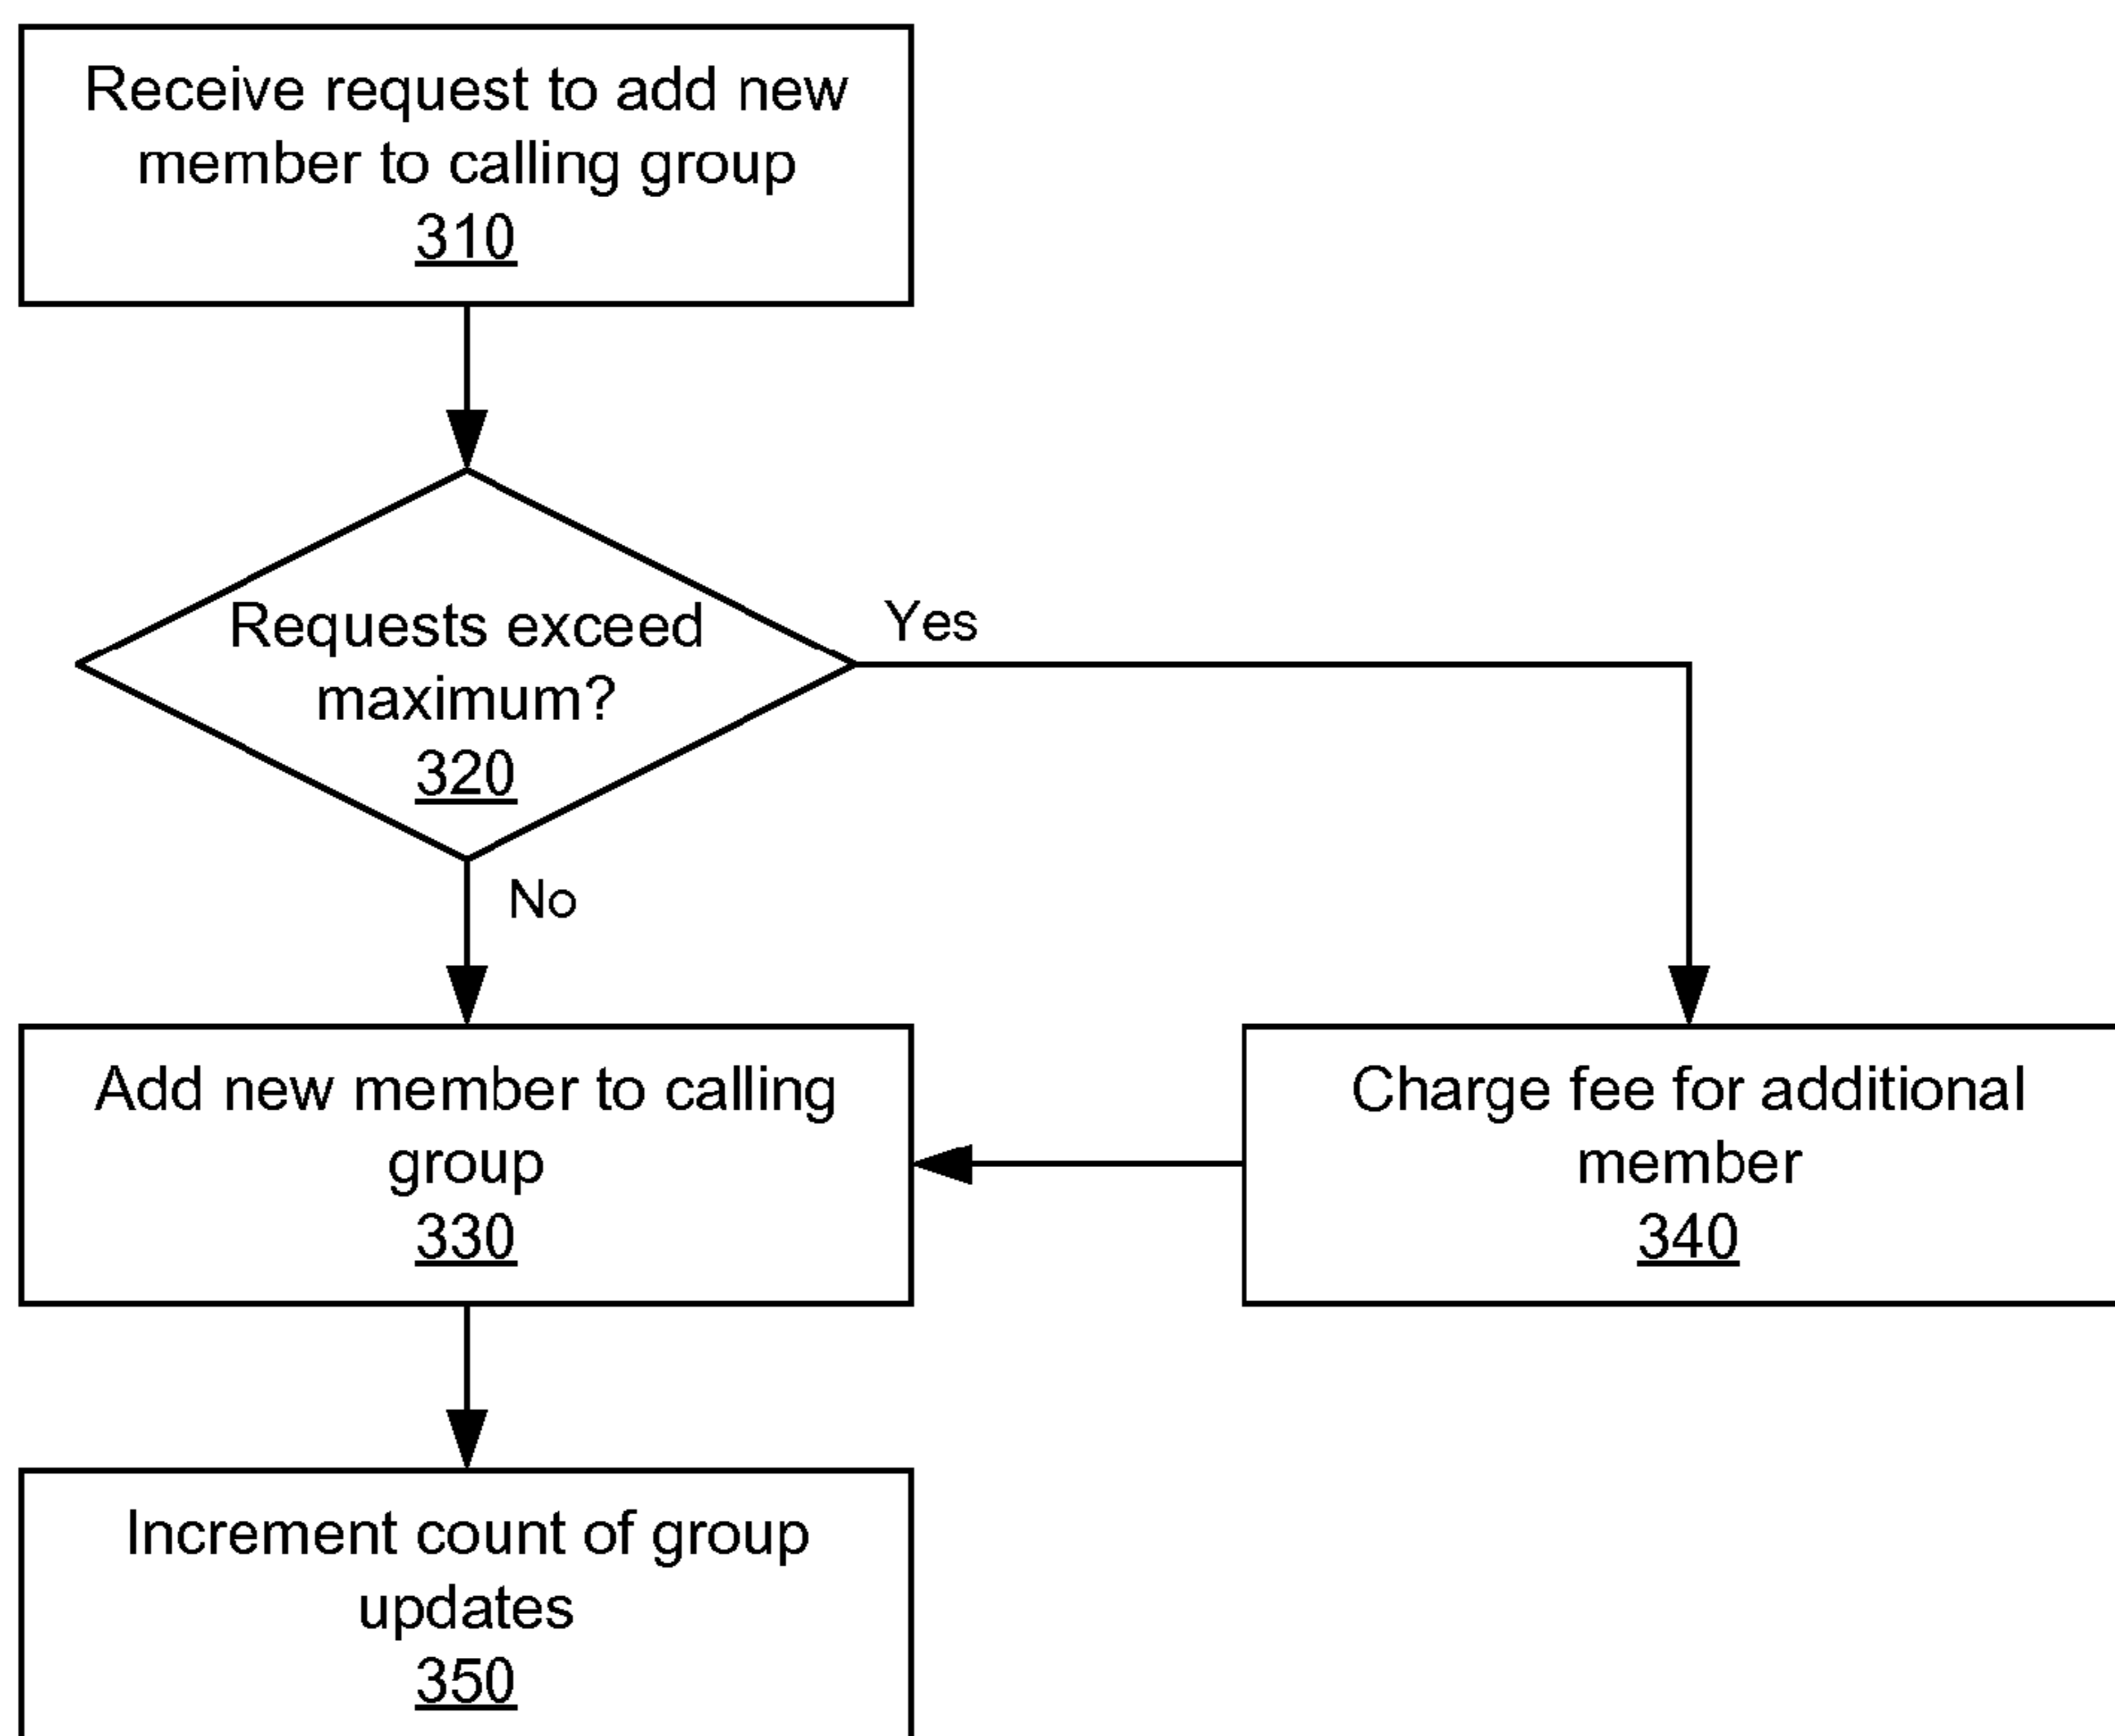 Receive request to add new
member to calling group
310
Requests exceed
maximum?
320
Yes
No
Add new member to calling
group
330
Charge fee for additional
member
340
Increment count of group
updates
350